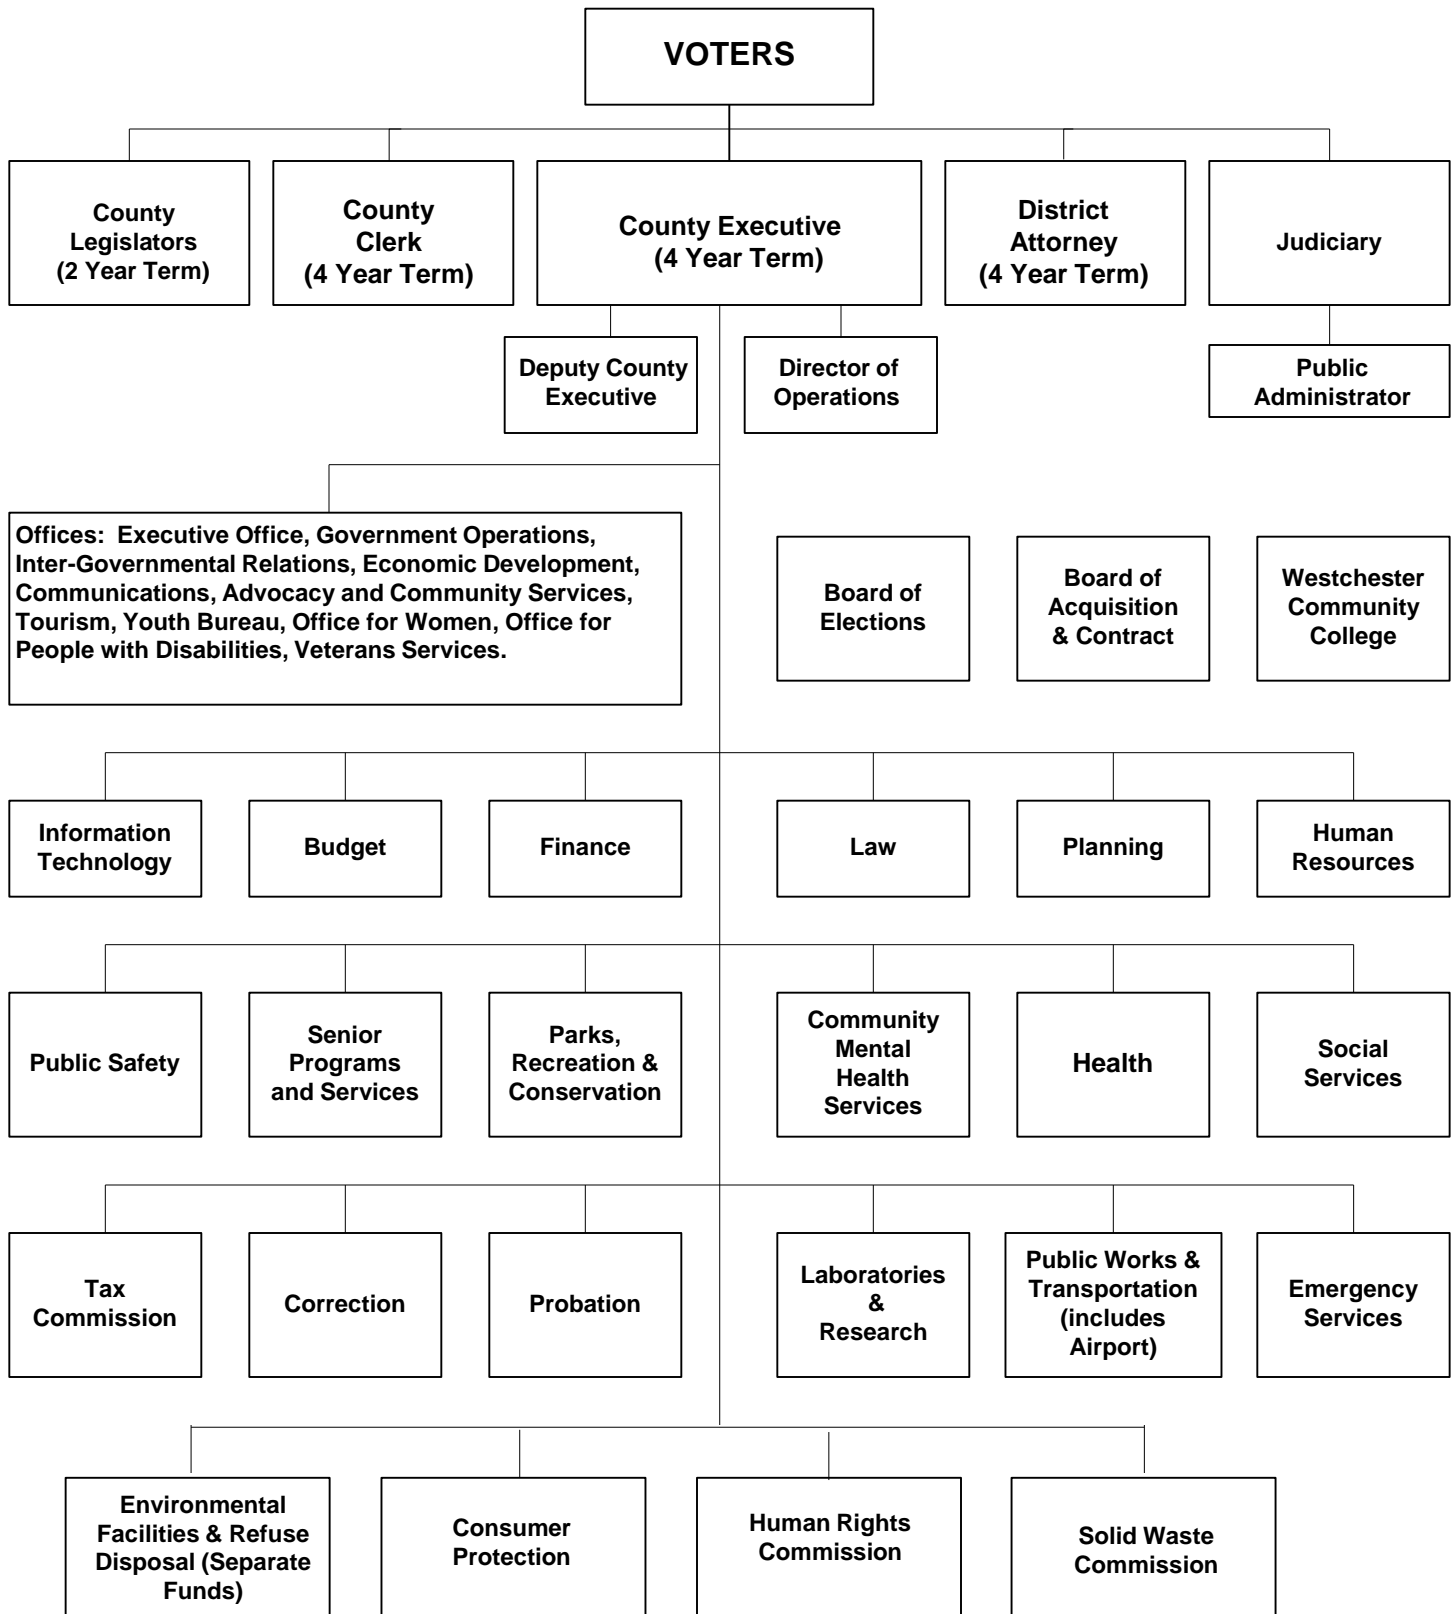 VOTERS
County
Legislators
(2 Year Term)
County
Clerk
(4 Year Term)
County Executive
(4 Year Term)
District
Attorney
(4 Year Term)
Judiciary
Deputy County
Executive
Director of
Operations
Public
Administrator
Offices: Executive Office, Government Operations,
Inter-Governmental Relations, Economic Development,
Communications, Advocacy and Community Services,
Tourism, Youth Bureau, Office for Women, Office for
People with Disabilities, Veterans Services.
Board of
Elections
Board of
Acquisition
& Contract
Westchester
Community
College
Information
Technology
Budget
Finance
Law
Planning
Human
Resources
Public Safety
Senior
Programs
and Services
Parks,
Recreation &
Conservation
Community
Mental
Health
Services
Health
Social
Services
Tax
Commission
Correction
Probation
Laboratories
&
Research
Public Works &
Transportation
(includes
Airport)
Emergency
Services
Environmental
Facilities & Refuse
Disposal (Separate
Funds)
Consumer
Protection
Human Rights
Commission
Solid Waste
Commission